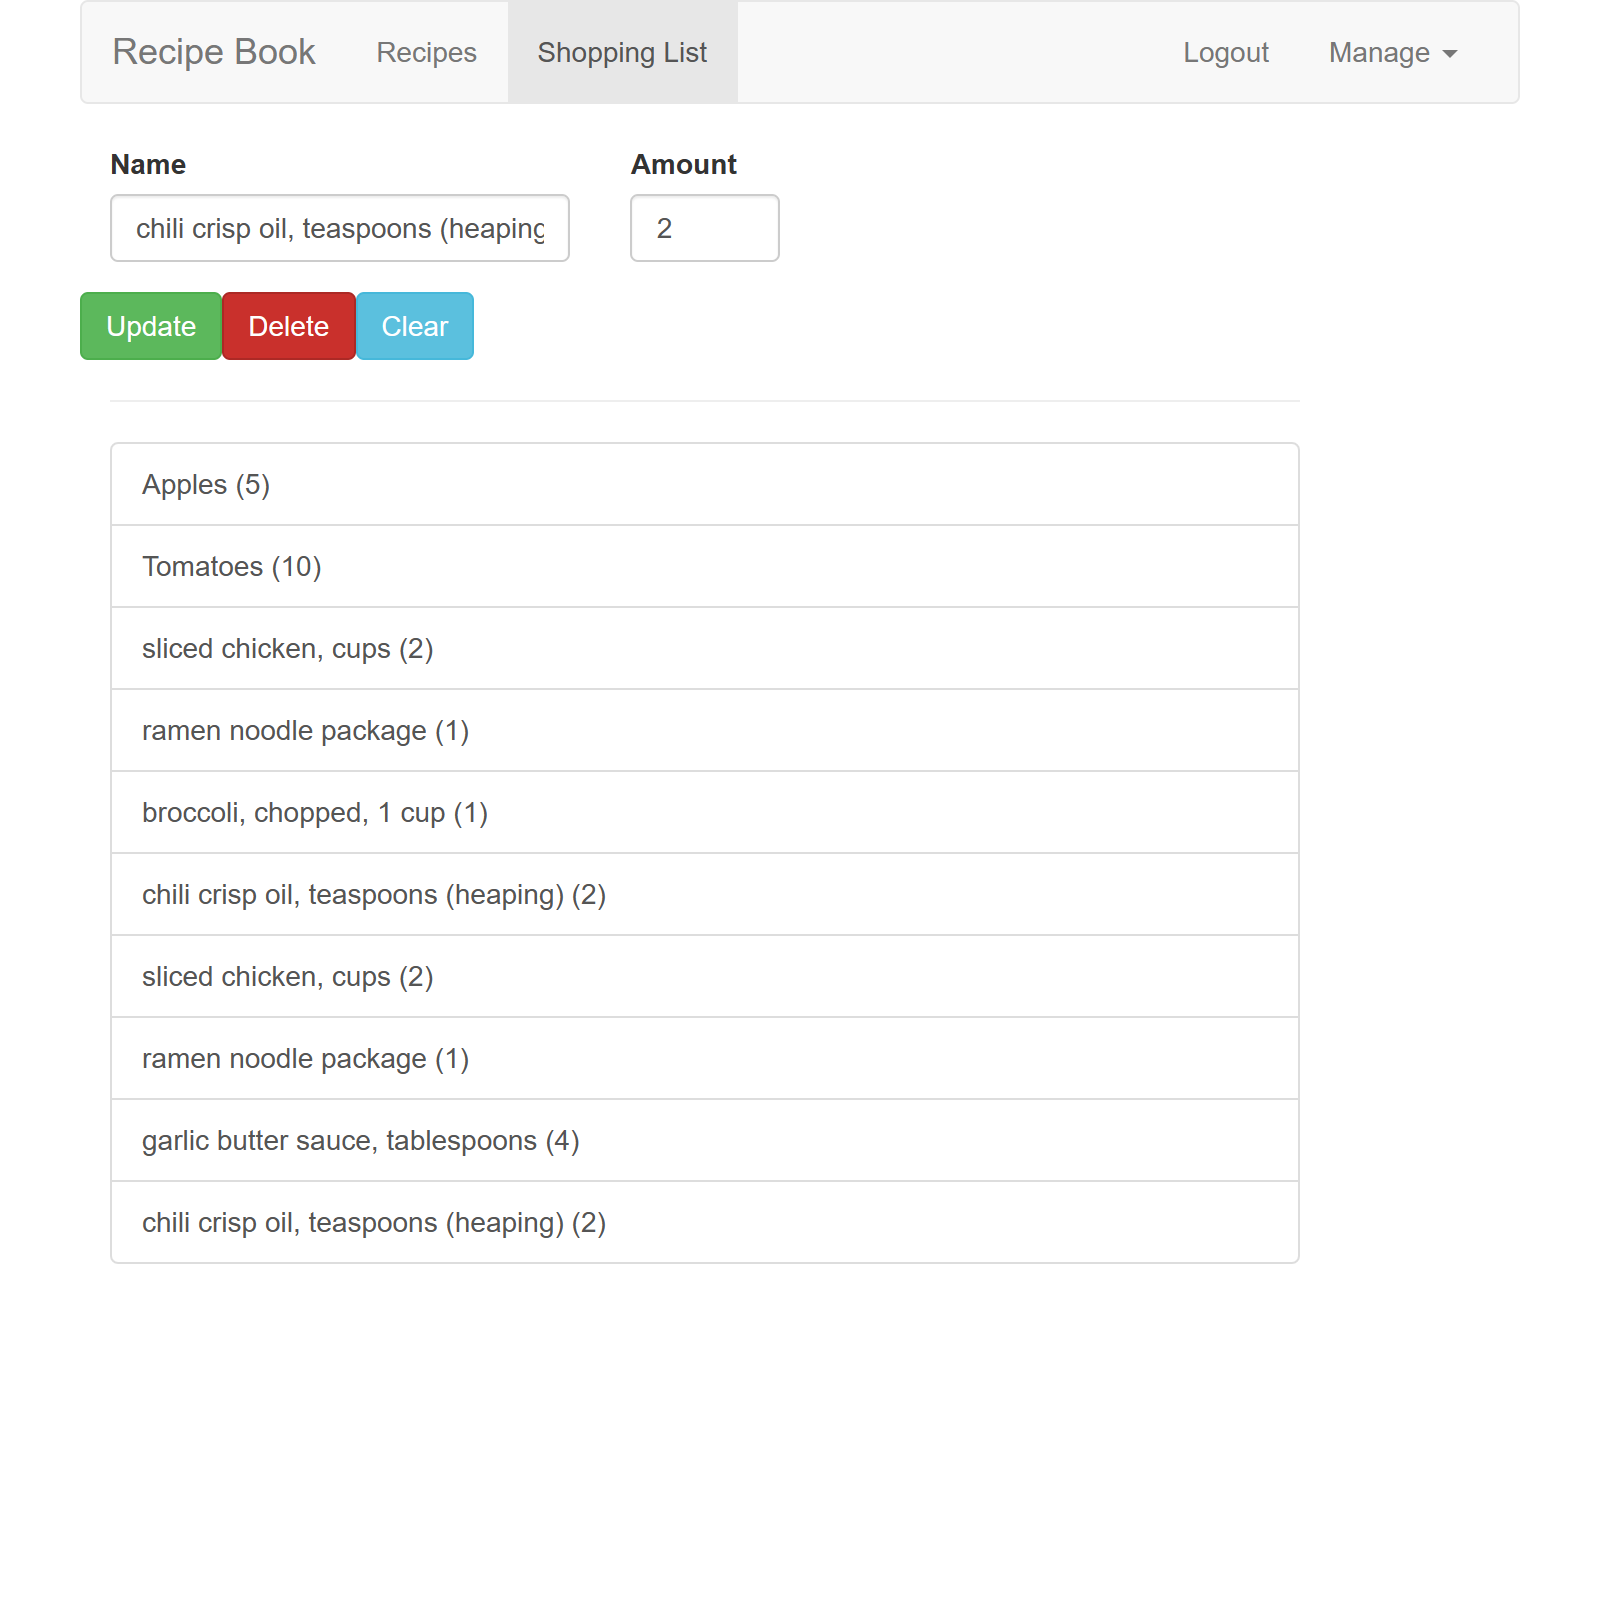 Recipe Book Recipes Shopping List Logout Manage
Name Amount
chili crisp oil, teaspoons (heaping 2
Update Delete Clear
Apples (5)
Tomatoes (10)
sliced chicken, cups (2)
ramen noodle package (1)
broccoli, chopped, 1 cup (1)
chili crisp oil, teaspoons (heaping) (2)
sliced chicken, cups (2)
ramen noodle package (1)
garlic butter sauce, tablespoons (4)
chili crisp oil, teaspoons (heaping) (2)